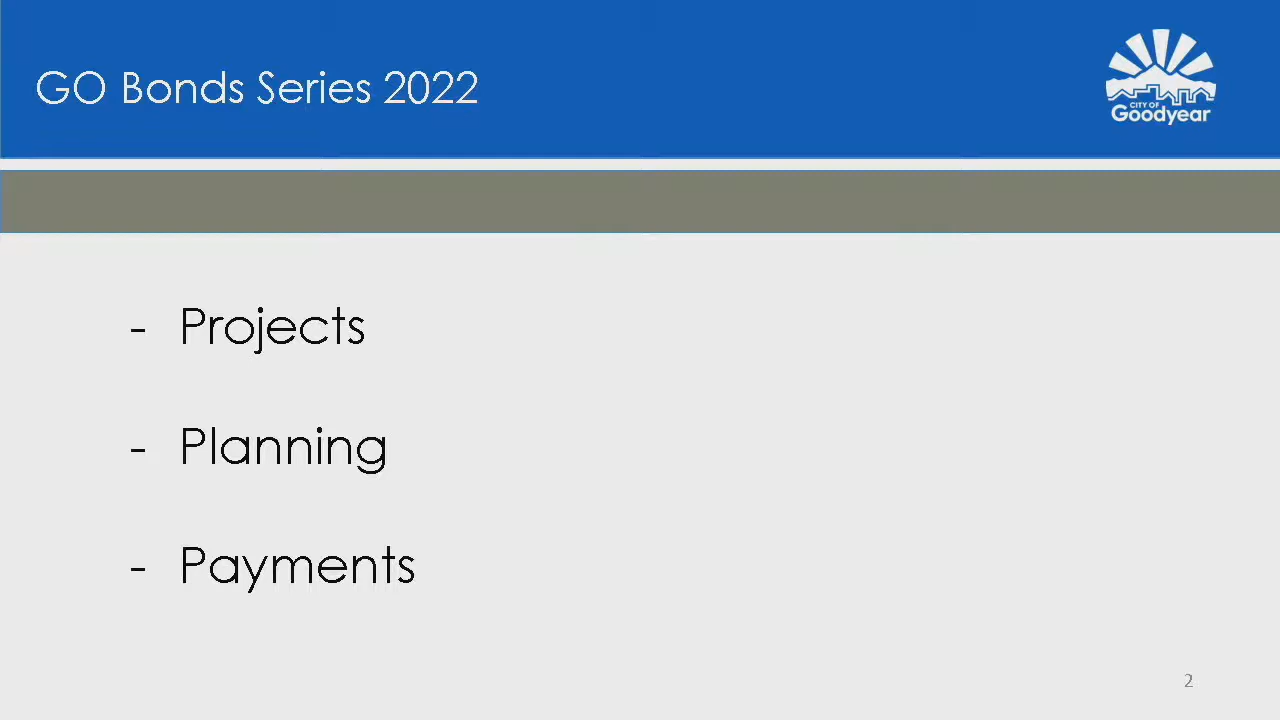 GO Bonds Series 2022
CITY OF
Goodyear
- Projects
- Planning
- Payments
2